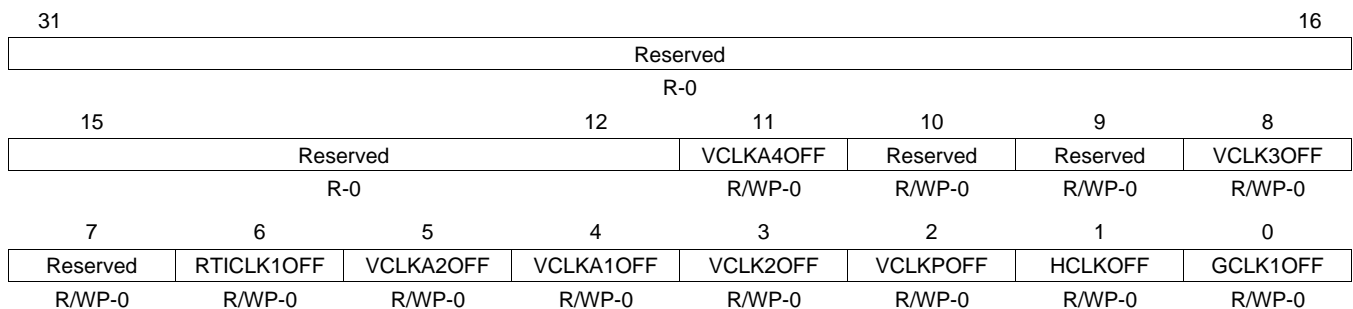 31 16
Reserved
R-0
15 12 11 10 9 8
Reserved VCLKA4OFF Reserved Reserved VCLK3OFF
R-0 R/WP-0 R/WP-0 R/WP-0 R/WP-0
7 6 5 4 3 2 1 0
Reserved RTICLK1OFF VCLKA2OFF VCLKA1OFF VCLK2OFF VCLKPOFF HCLKOFF GCLK1OFF
R/WP-0 R/WP-0 R/WP-0 R/WP-0 R/WP-0 R/WP-0 R/WP-0 R/WP-0